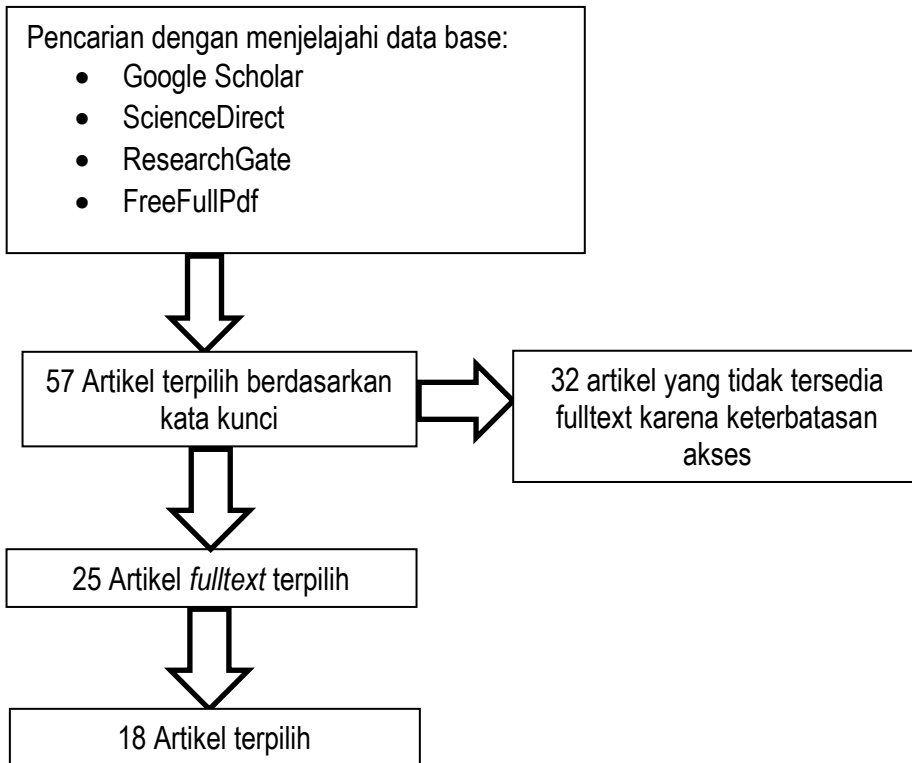 Pencarian dengan menjelajahi data base:
• Google Scholar
• ScienceDirect
• ResearchGate
• FreeFullPdf
57 Artikel terpilih berdasarkan
kata kunci
32 artikel yang tidak tersedia
fulltext karena keterbatasan
akses
25 Artikel fulltext terpilih
18 Artikel terpilih